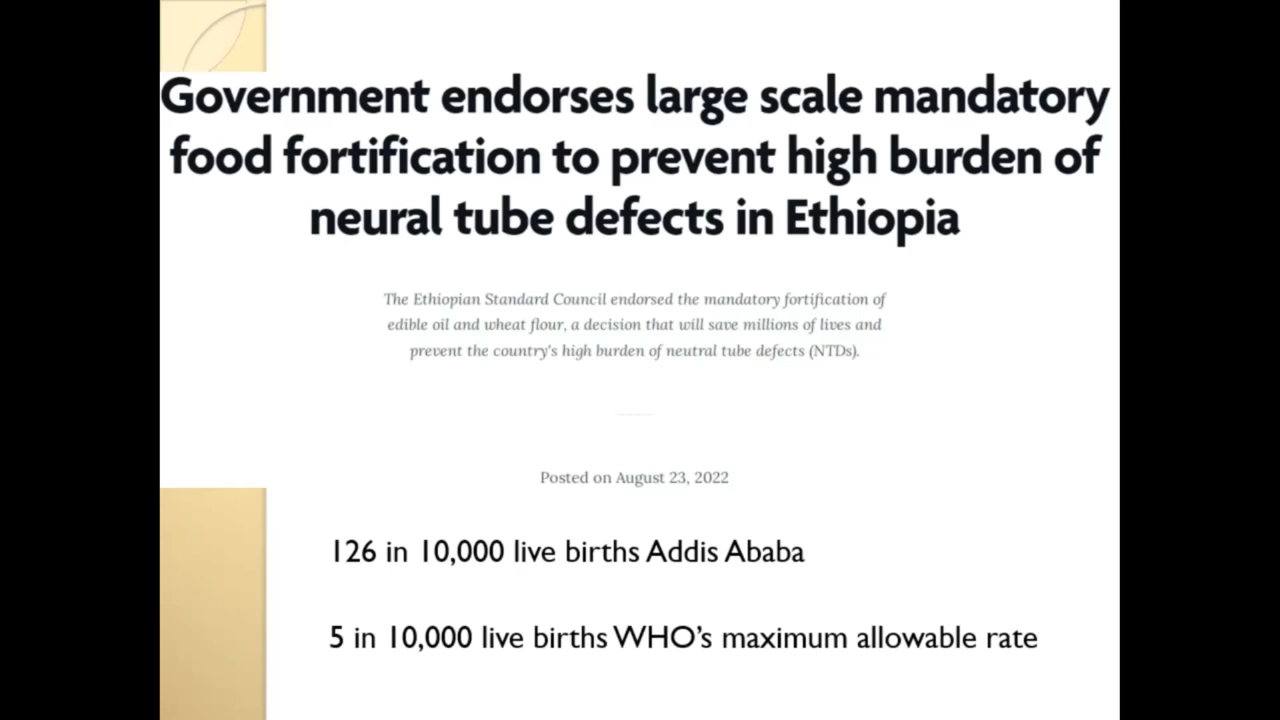 Government endorses large scale mandatory
food fortification to prevent high burden of
neural tube defects in Ethiopia
The Ethiopian Standard Council endorsed the mandatory fortification of
edible oil and wheat flour, a decision that will save millions of lives and
prevent the country's high burden of neutral tube defects (NTDs).
Posted on August 23, 2022
126 in 10,000 live births Addis Ababa
5 in 10,000 live births WHO's maximum allowable rate